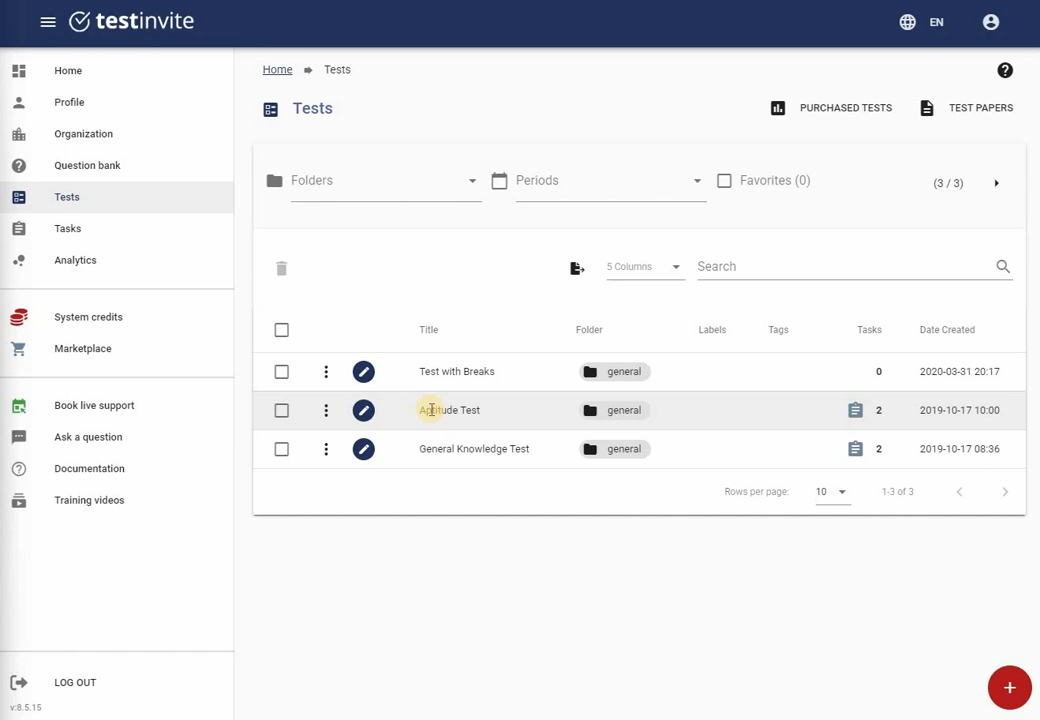 testinvite
EN
Home
Profile
Organization
Question bank
Tests
Tasks
Analytics
System credits
Marketplace
Book live support
Ask a question
Documentation
Training videos
LOG OUT
v:8.5.15
Home Tests
Tests
PURCHASED TESTS TEST PAPERS
Folders Periods Favorites (0) (3 / 3)
5 Columns Search
Title Folder Labels Tags Tasks Date Created
Test with Breaks general 0 2020-03-31 20:17
Aptitude Test general 2 2019-10-17 10:00
General Knowledge Test general 2 2019-10-17 08:36
Rows per page: 10 1-3 of 3